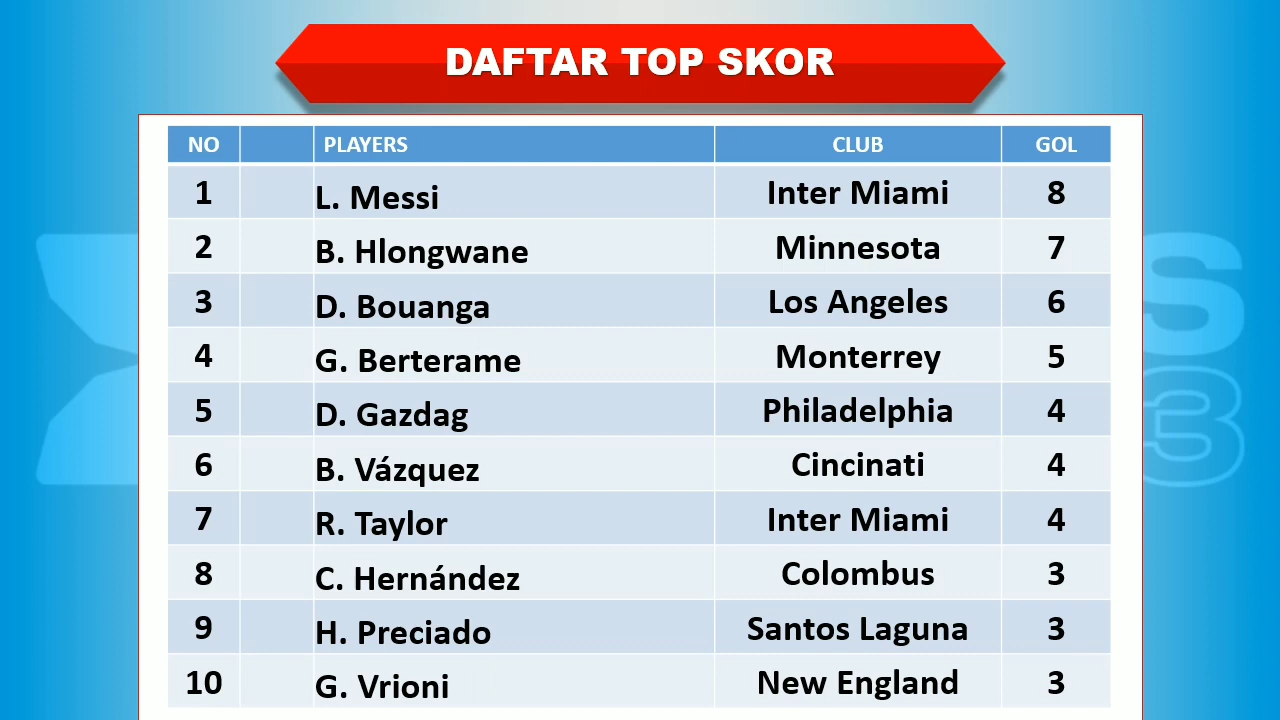 DAFTAR TOP SKOR
NO PLAYERS CLUB GOL
1 L. Messi Inter Miami 8
2 B. Hlongwane Minnesota 7
3 D. Bouanga Los Angeles 6
4 G. Berterame Monterrey 5
5 D. Gazdag Philadelphia 4
6 B. Vázquez Cincinati 4
7 R. Taylor Inter Miami 4
8 C. Hernández Colombus 3
9 H. Preciado Santos Laguna 3
10 G. Vrioni New England 3